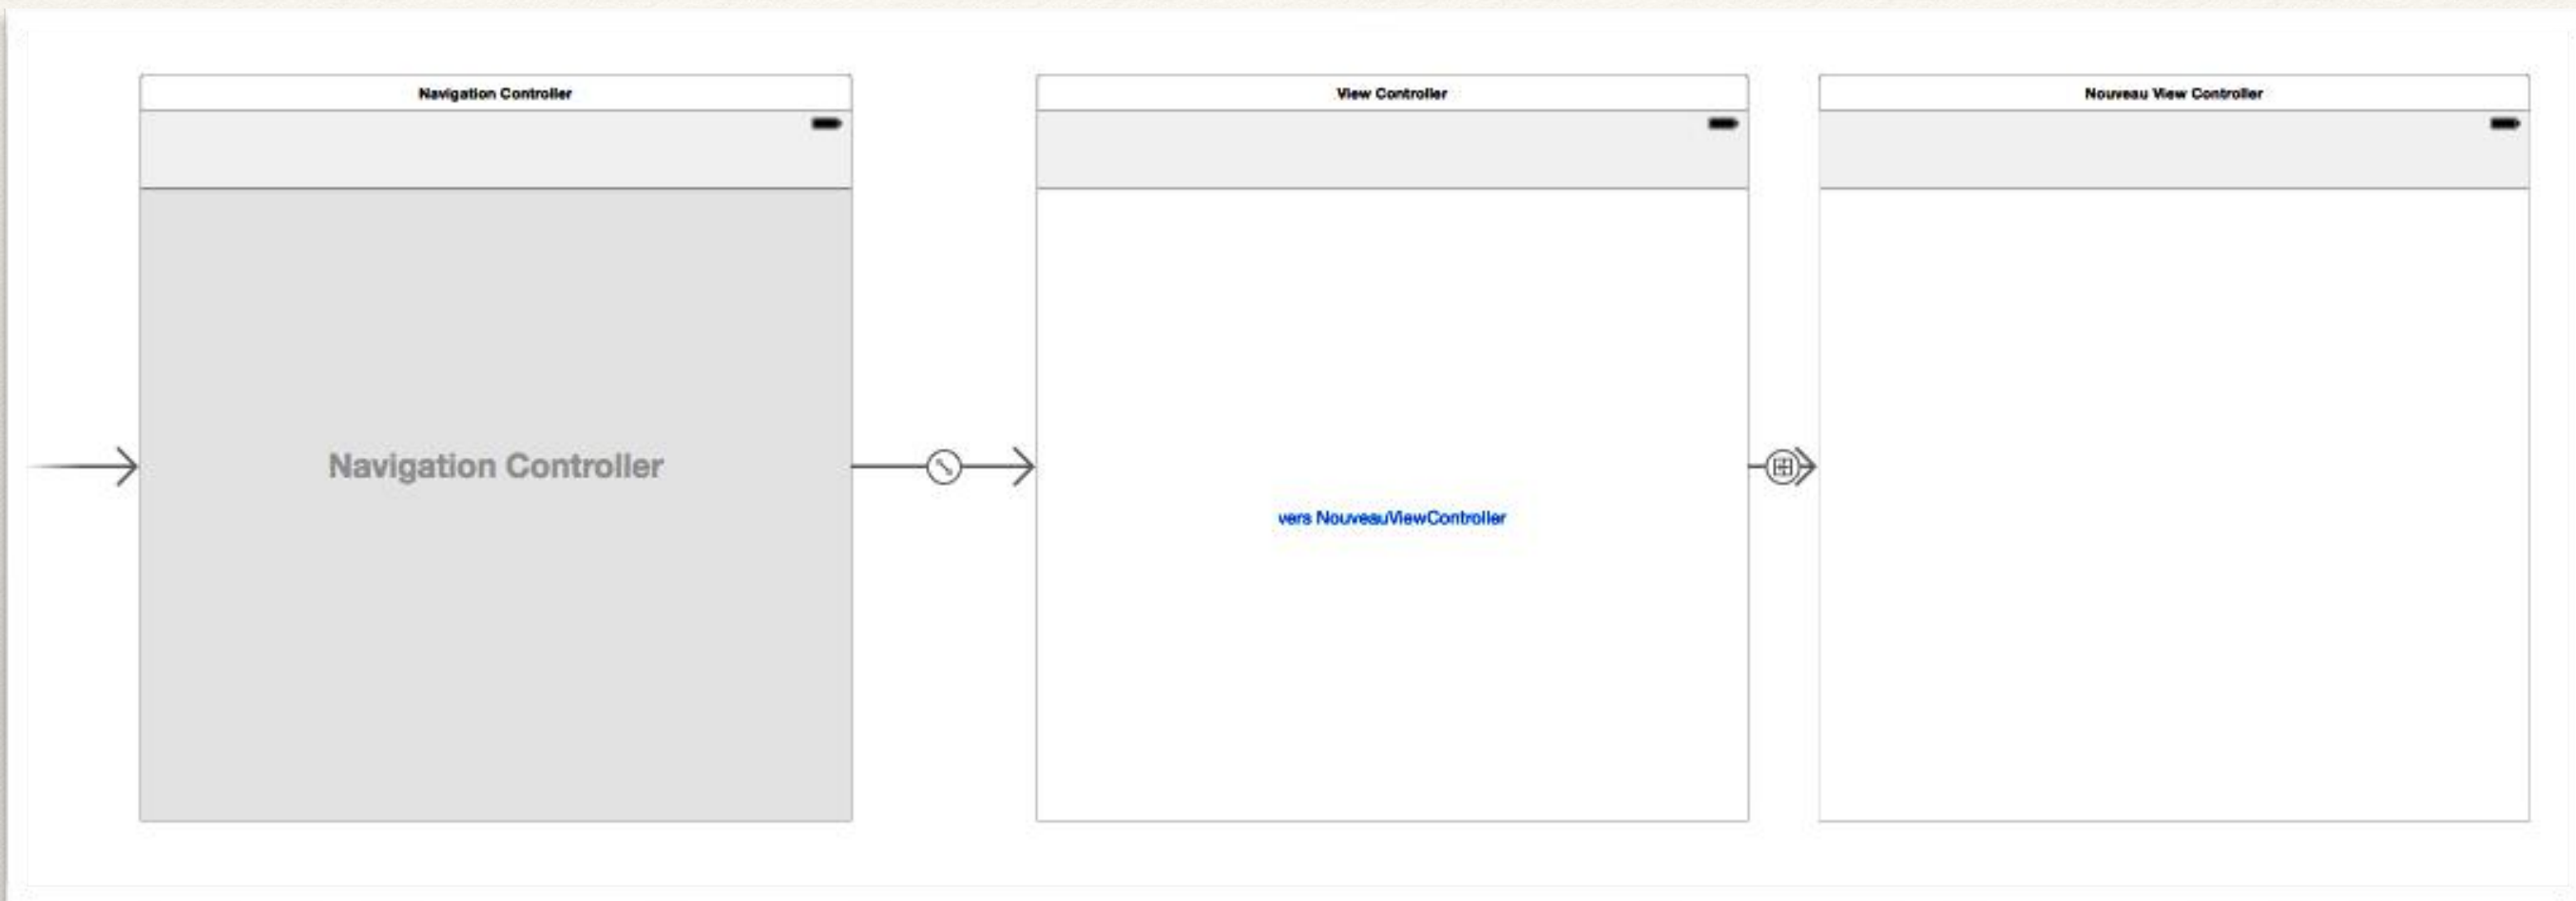 Navigation Controller
View Controller
Nouveau View Controller
Navigation Controller
vers NouveauViewController